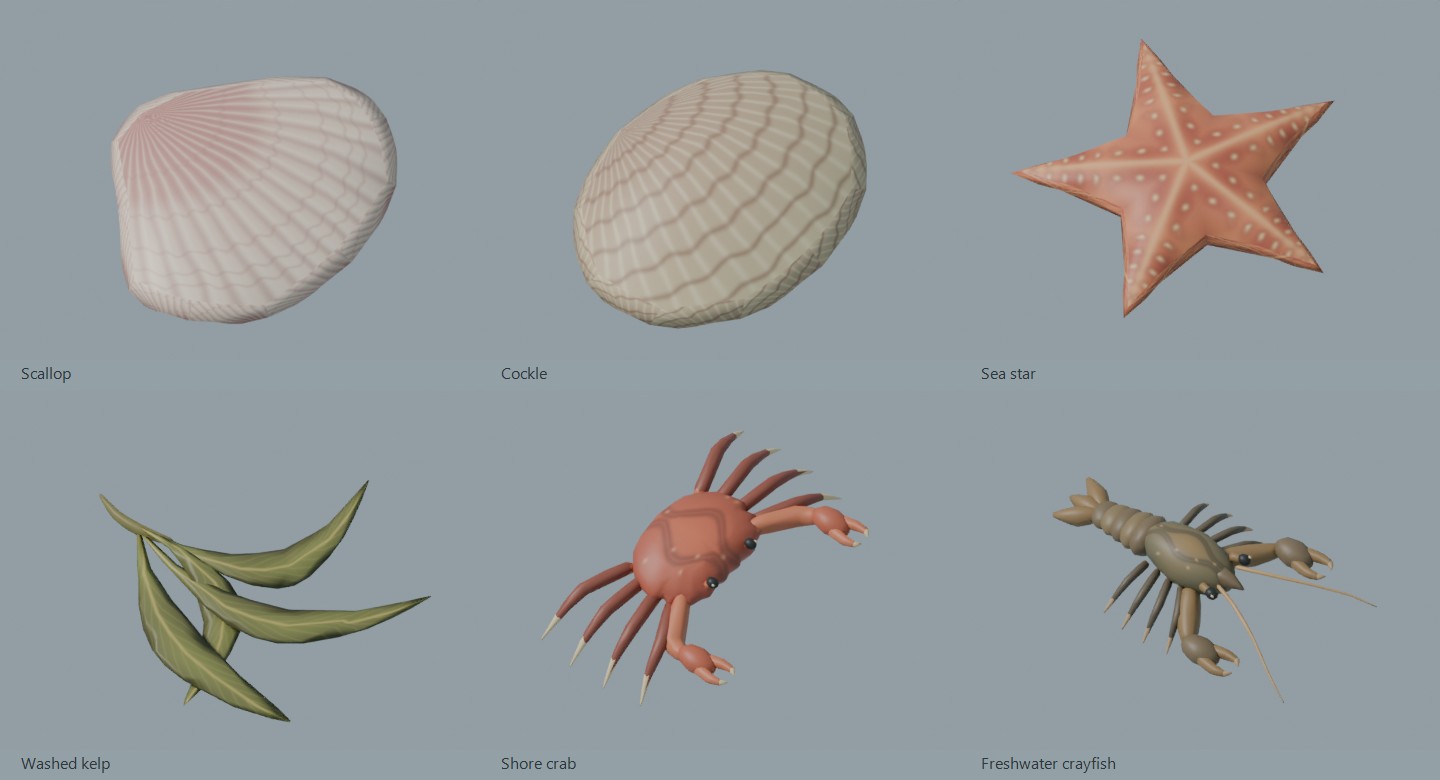 Scallop
Cockle
Sea star
Washed kelp
Shore crab
Freshwater crayfish